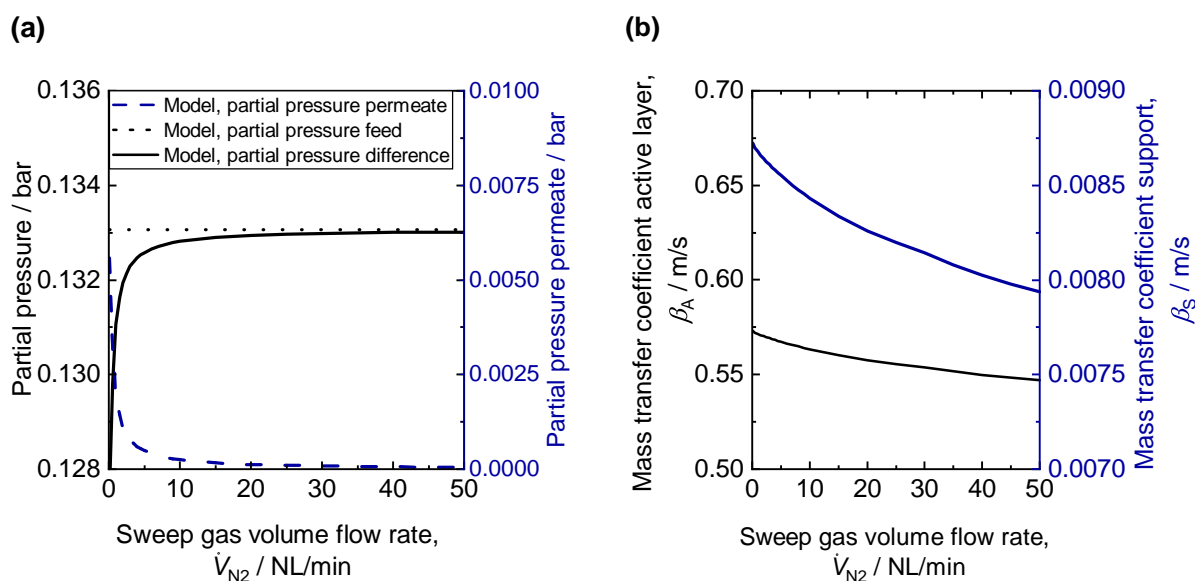 (a)
Partial pressure / bar
0.136
0.134
0.132
0.130
0.128
Model, partial pressure permeate
Model, partial pressure feed
Model, partial pressure difference
0.0100
0.0075
0.0050
0.0025
0.0000
Partial pressure permeate / bar
0 10 20 30 40 50
Sweep gas volume flow rate,
V̇N2 / NL/min
(b)
Mass transfer coefficient active layer,
βA / m/s
0.70
0.65
0.60
0.55
0.50
0.0090
0.0085
0.0080
0.0075
0.0070
Mass transfer coefficient support,
βS / m/s
0 10 20 30 40 50
Sweep gas volume flow rate,
V̇N2 / NL/min